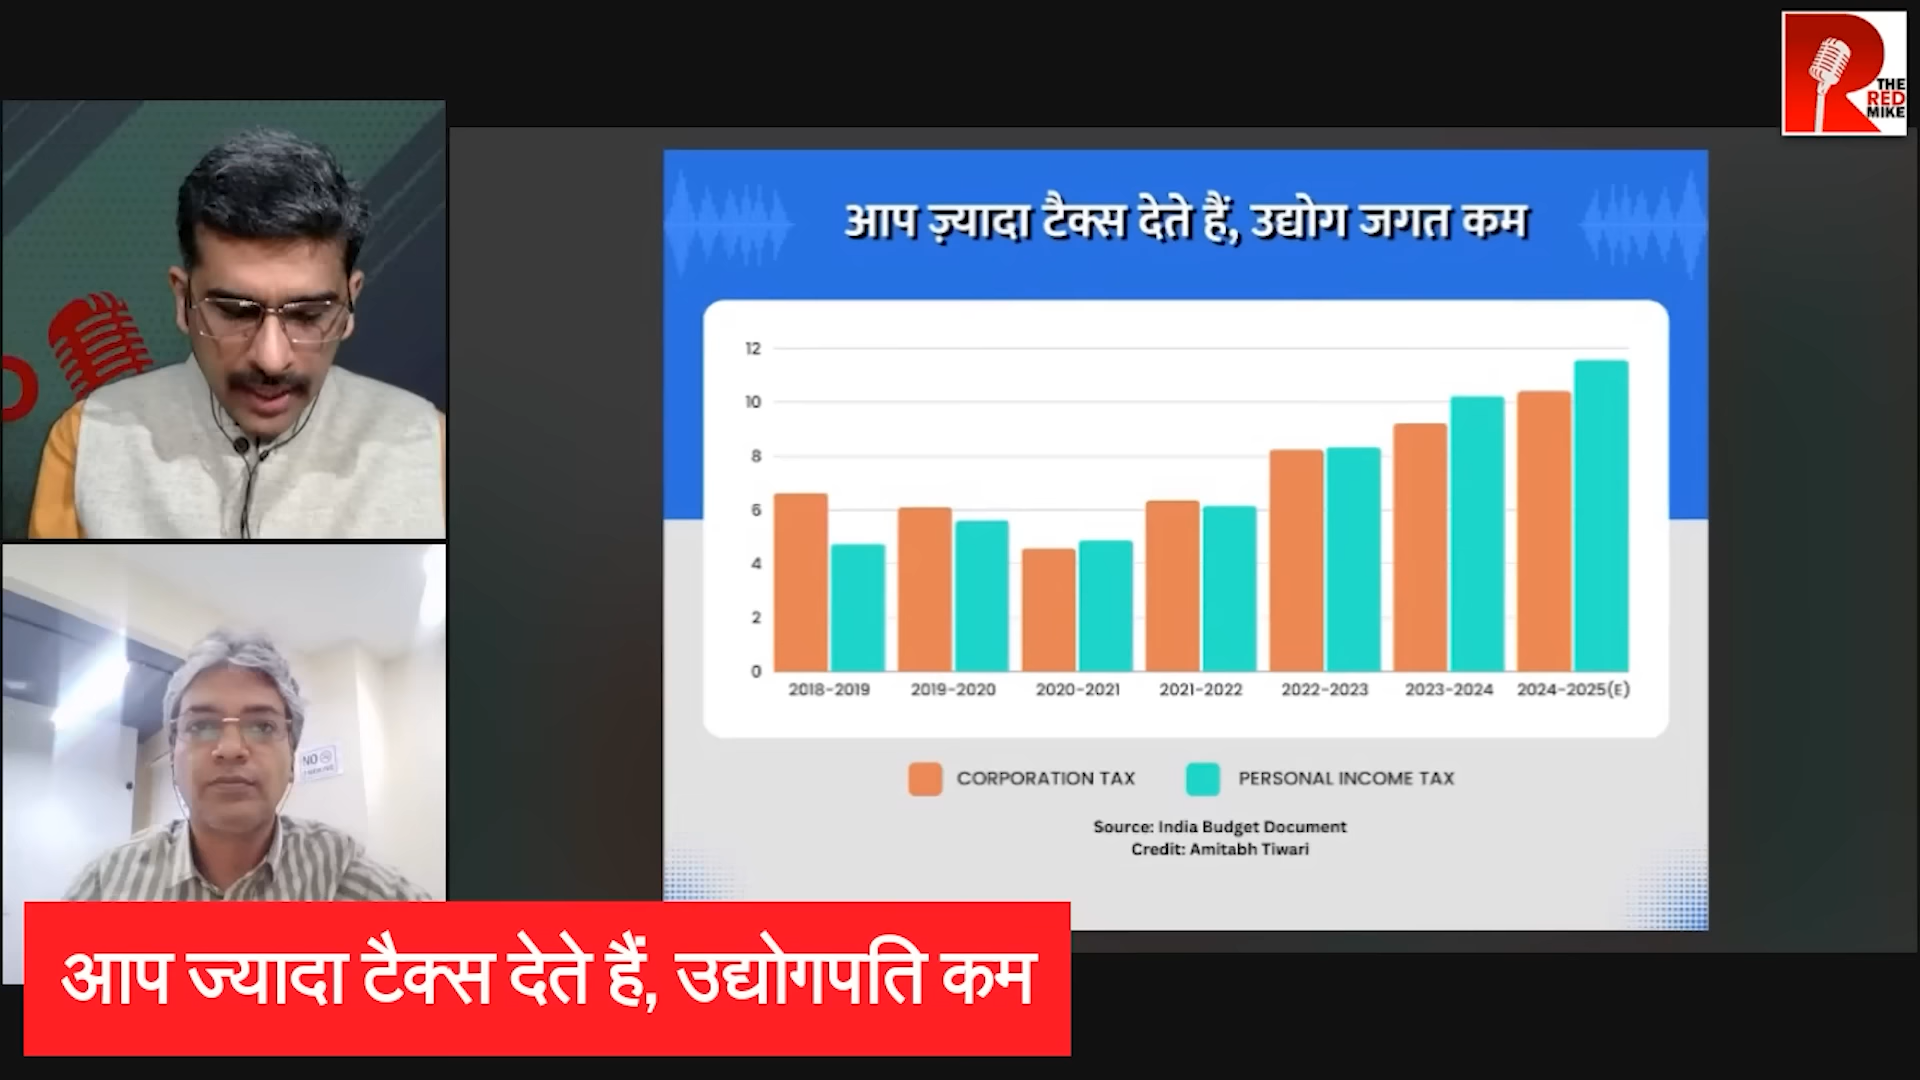 THE
RED
MIKE
आप ज़्यादा टैक्स देते हैं, उद्योग जगत कम
12
10
8
6
4
2
0
2018-2019 2019-2020 2020-2021 2021-2022 2022-2023 2023-2024 2024-2025(E)
CORPORATION TAX PERSONAL INCOME TAX
Source: India Budget Document
Credit: Amitabh Tiwari
NO
आप ज्यादा टैक्स देते हैं, उद्योगपति कम